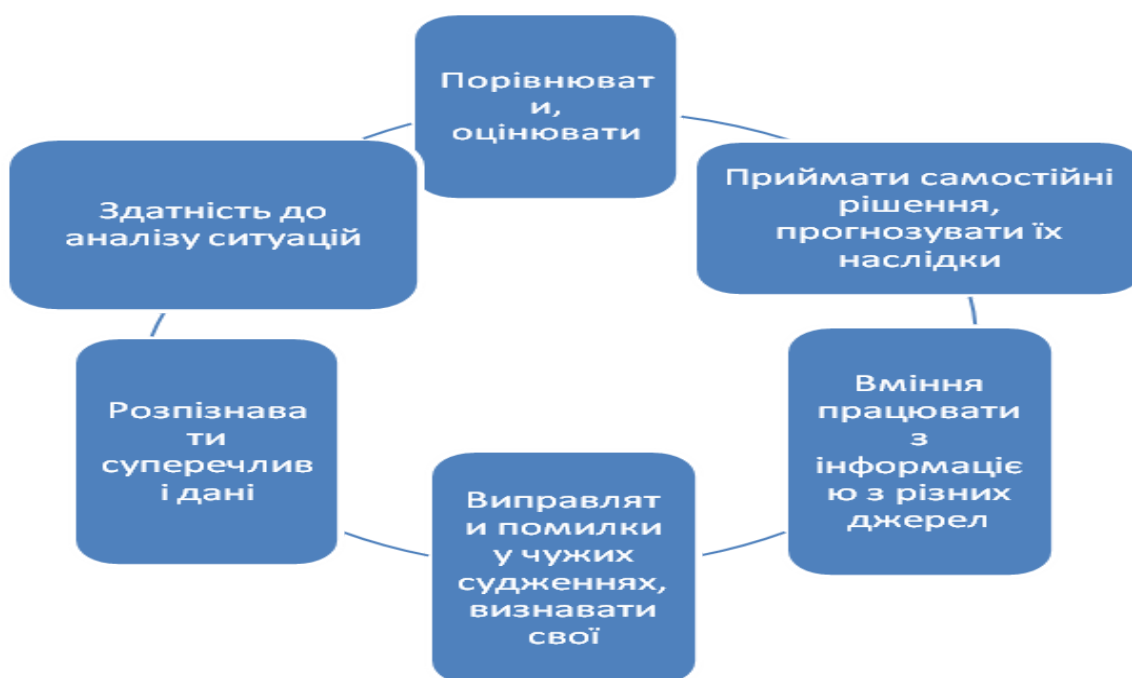 Порівнюват
и,
оцінювати
Приймати самостійні
рішення,
прогнозувати їх
наслідки
Вміння
працювати
з
інформаціє
ю з різних
джерел
Виправлят
и помилки
у чужих
судженнях,
визнавати
свої
Розпізнава
ти
суперечлив
і дані
Здатність до
аналізу ситуацій